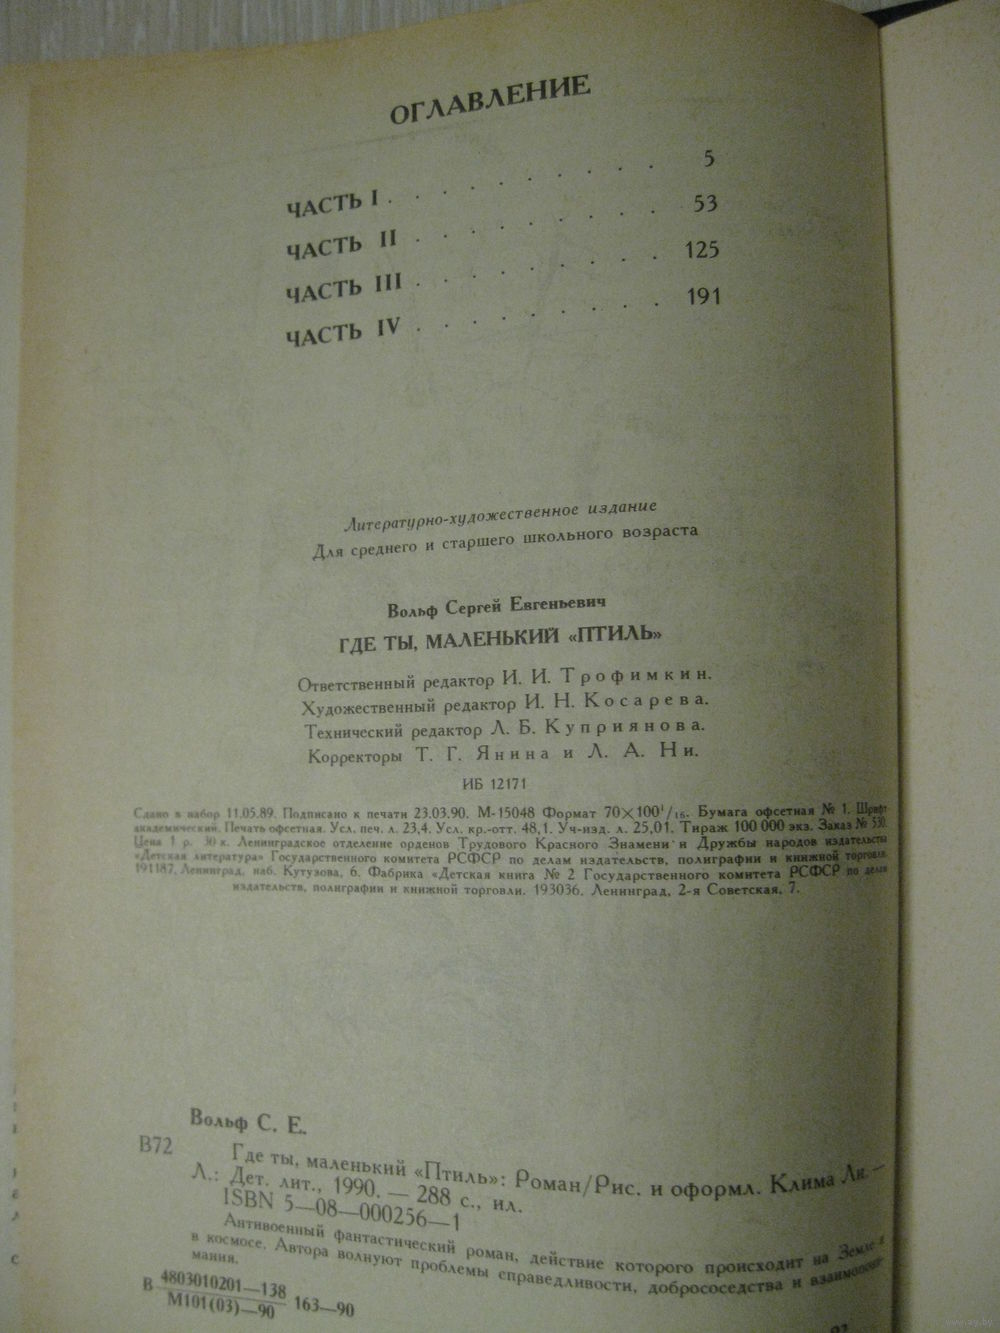 ОГЛАВЛЕНИЕ
ЧАСТЬ I . . . . . . . . . . 5
ЧАСТЬ II . . . . . . . . . 53
ЧАСТЬ III . . . . . . . . . 125
ЧАСТЬ IV . . . . . . . . . 191
Литературно-художественное издание
Для среднего и старшего школьного возраста
Вольф Сергей Евгеньевич
ГДЕ ТЫ, МАЛЕНЬКИЙ «ПТИЛЬ»
Ответственный редактор И. И. Трофимкин.
Художественный редактор И. Н. Косарева.
Технический редактор Л. Б. Куприянова.
Корректоры Т. Г. Янина и Л. А. Ни.
ИБ 12171
Сдано в набор 11.05.89. Подписано к печати 23.03.90. М-15048 Формат 70×100¹/₁₆. Бумага офсетная № 1. Шрифт
академический. Печать офсетная. Усл. печ. л. 23,4. Усл. кр.-отт. 48,1. Уч-изд. л. 25,01. Тираж 100 000 экз. Заказ № 530.
Цена 1 р. 30 к. Ленинградское отделение орденов Трудового Красного Знамени и Дружбы народов издательства
«Детская литература» Государственного комитета РСФСР по делам издательств, полиграфии и книжной торговли.
191187, Ленинград, наб. Кутузова, 6. Фабрика «Детская книга № 2 Государственного комитета РСФСР по делам
издательств, полиграфии и книжной торговли. 193036, Ленинград, 2-я Советская, 7.
Вольф С. Е.
В72 Где ты, маленький «Птиль»: Роман/Рис. и оформл. Клима Ли. —
Л.: Дет. лит., 1990. — 288 с., ил.
ISBN 5—08—000256—1
Антивоенный фантастический роман, действие которого происходит на Земле и
в космосе. Автора волнуют проблемы справедливости, добрососедства и взаимопони-
мания.
В 4803010201—138 163—90
М101(03)—90
www.ay.by